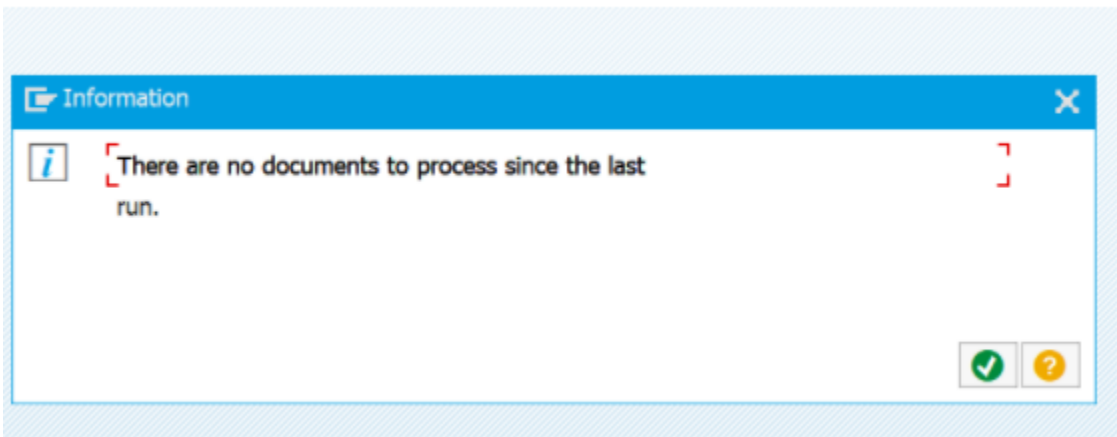 Information
There are no documents to process since the last
run.